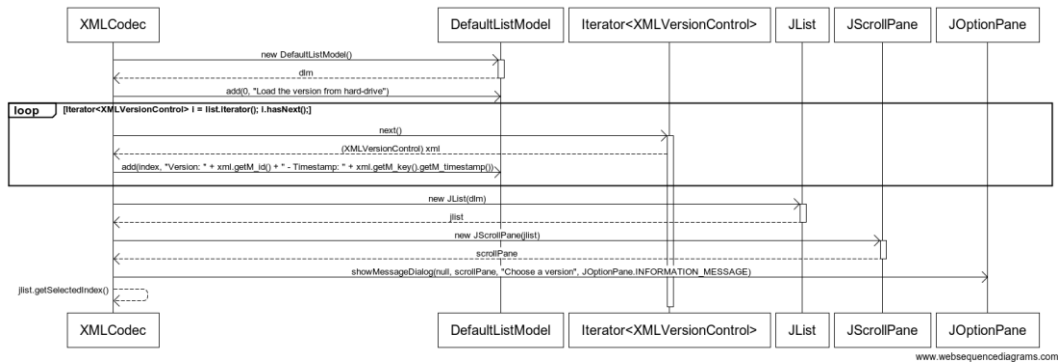 XMLCodec DefaultListModel Iterator<XMLVersionControl> JList JScrollPane JOptionPane
new DefaultListModel()
dlm
add(0, "Load the version from hard-drive")
loop [Iterator<XMLVersionControl> i = list.iterator(); i.hasNext();]
next()
(XMLVersionControl) xml
add(index, "Version: " + xml.getM_id() + " - Timestamp: " + xml.getM_key().getM_timestamp())
new JList(dlm)
jlist
new JScrollPane(jlist)
scrollPane
showMessageDialog(null, scrollPane, "Choose a version", JOptionPane.INFORMATION_MESSAGE)
jlist.getSelectedIndex()
XMLCodec DefaultListModel Iterator<XMLVersionControl> JList JScrollPane JOptionPane
www.websequencediagrams.com